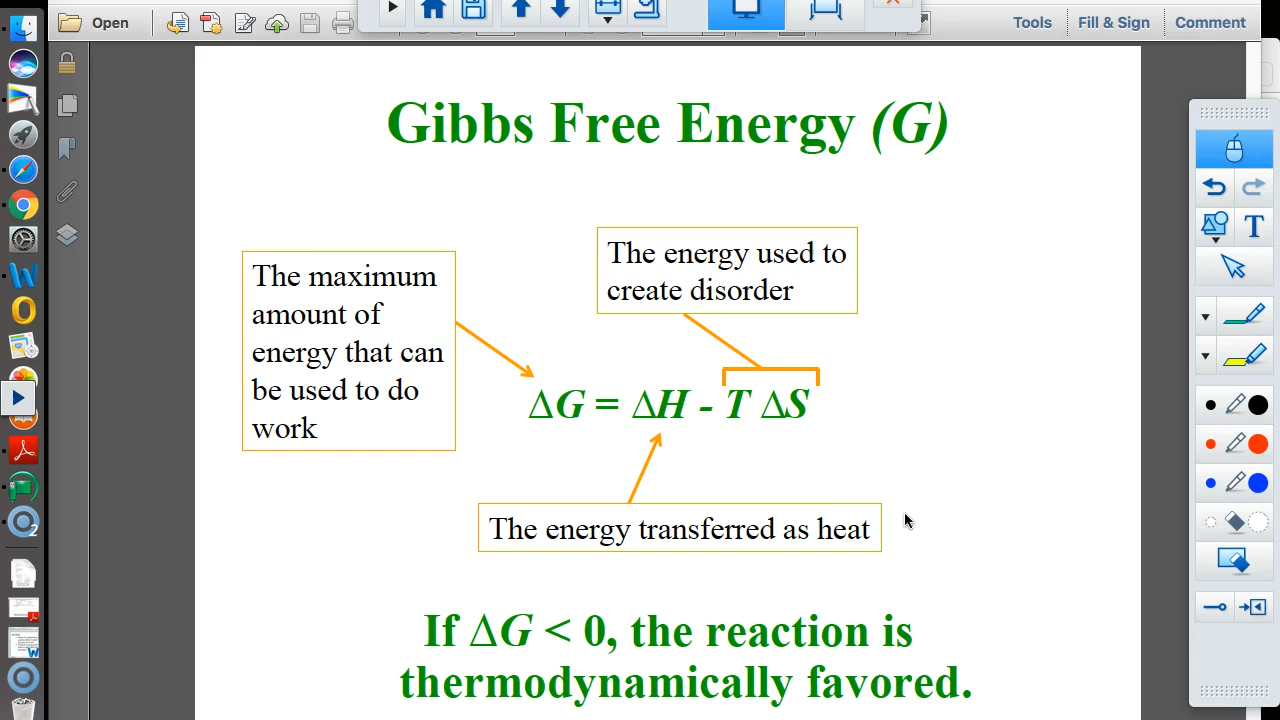 Open
Tools
Fill & Sign
Comment
Gibbs Free Energy (G)
The energy used to
create disorder
The maximum
amount of
energy that can
be used to do
work
ΔG = ΔH - T ΔS
The energy transferred as heat
If ΔG < 0, the reaction is
thermodynamically favored.
T
W
2
W